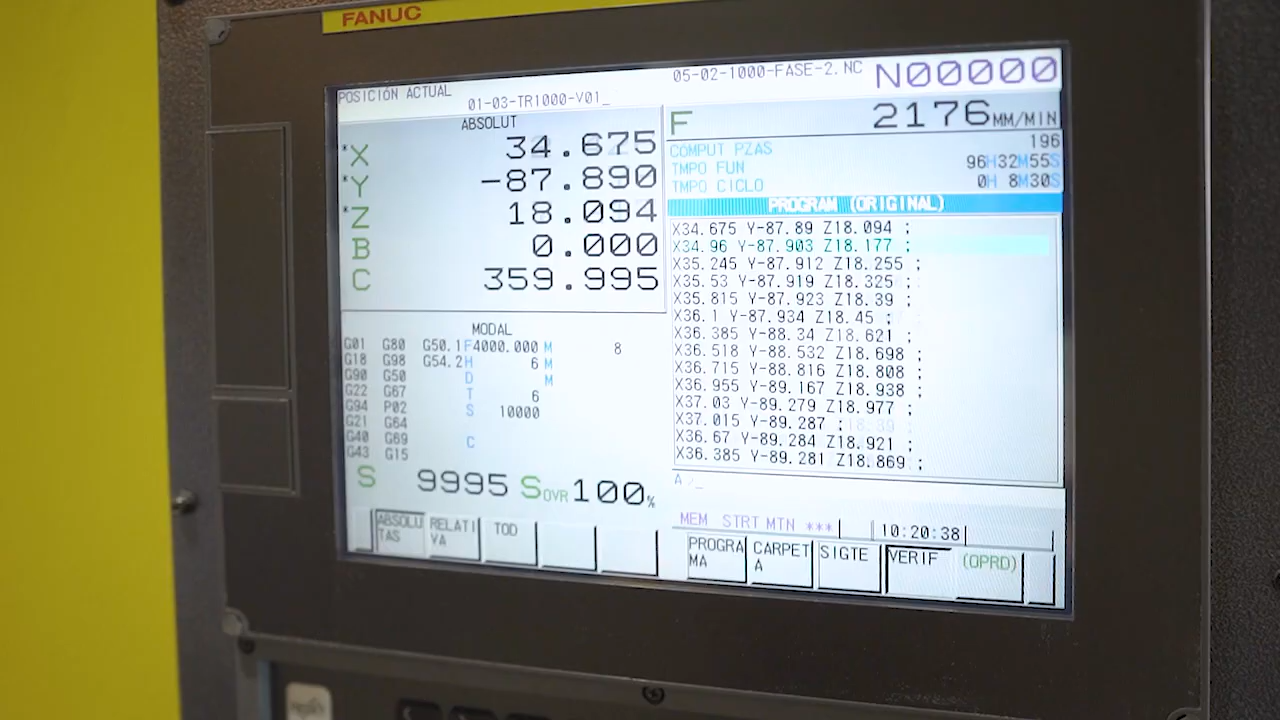 FANUC
POSICIÓN ACTUAL
01-03-TR1000-V01_
05-02-1000-FASE-2.NC N00000
ABSOLUT
*X 34.675
*Y -87.890
*Z 18.094
B 0.000
C 359.995
F 2176 MM/MIN
COMPUT PZAS 196
TMPO FUN 96H32M55S
TMPO CICLO 0H 8M30S
PROGRAM (ORIGINAL)
X34.675 Y-87.89 Z18.094 ;
X34.96 Y-87.903 Z18.177 ;
X35.245 Y-87.912 Z18.255 ;
X35.53 Y-87.919 Z18.325 ;
X35.815 Y-87.923 Z18.39 ;
X36.1 Y-87.934 Z18.45 ;
X36.385 Y-88.34 Z18.621 ;
X36.518 Y-88.532 Z18.698 ;
X36.715 Y-88.816 Z18.808 ;
X36.955 Y-89.167 Z18.938 ;
X37.03 Y-89.279 Z18.977 ;
X37.015 Y-89.287 ;
X36.67 Y-89.284 Z18.921 ;
X36.385 Y-89.281 Z18.869 ;
A >_
MODAL
G01 G80 G50.1 F 4000.000 M 8
G18 G98 G54.2 H 6 M
G90 G50 D M
G22 G67 T 6
G94 P02 S 10000
G21 G64
G40 G69 C
G43 G15
S 9995 SOVR 100%
MEM STRT MTN *** 10:20:38
ABSOLU
TAS
RELATI
VA
TOD
PROGRA
MA
CARPET
A
SIGTE
VERIF
(OPRD)